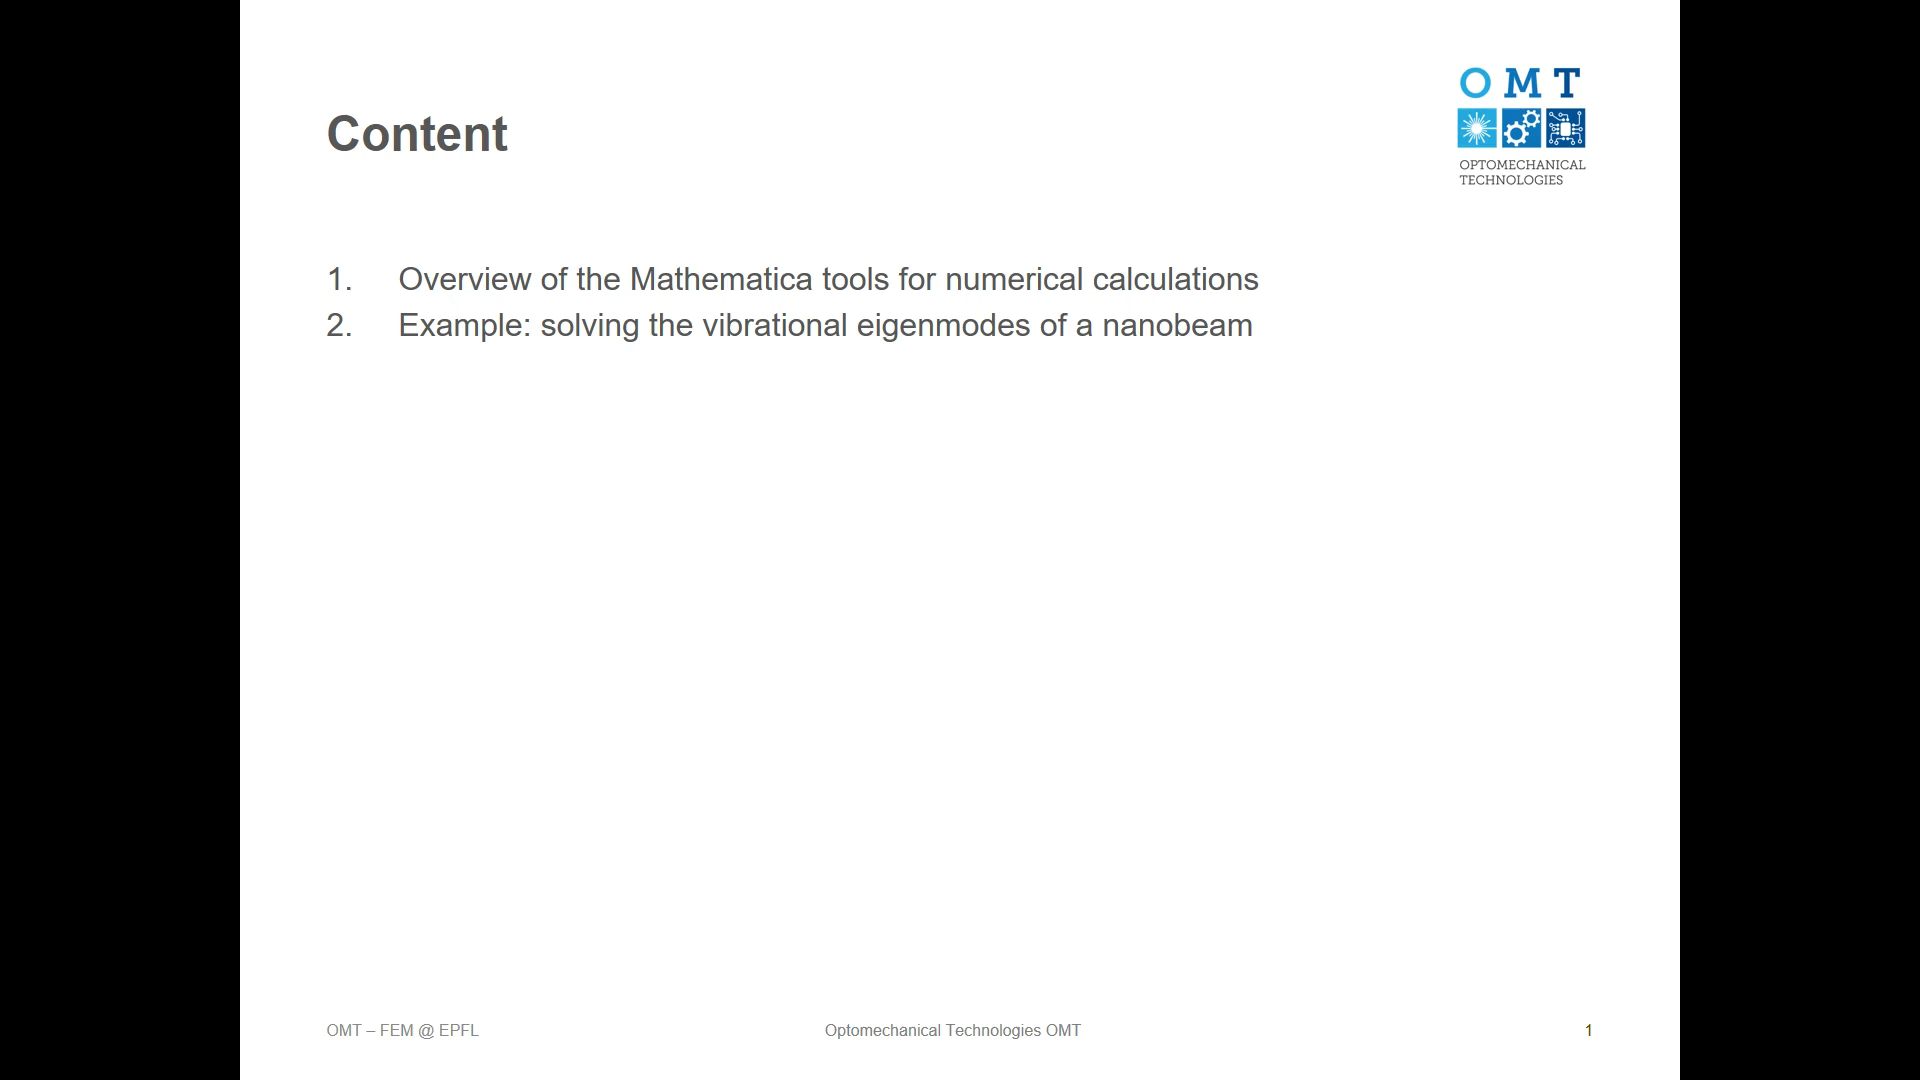 O M T
OPTOMECHANICAL
TECHNOLOGIES
Content
1. Overview of the Mathematica tools for numerical calculations
2. Example: solving the vibrational eigenmodes of a nanobeam
OMT – FEM @ EPFL
Optomechanical Technologies OMT
1